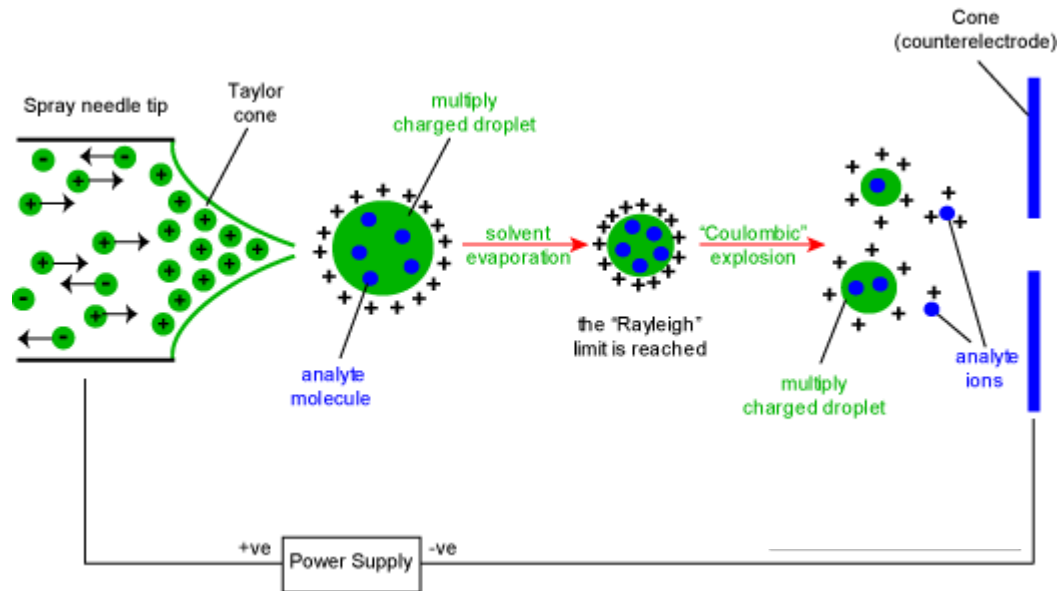 Cone
(counterelectrode)
Spray needle tip
Taylor
cone
multiply
charged droplet
solvent
evaporation
"Coulombic"
explosion
the "Rayleigh"
limit is reached
analyte
molecule
multiply
charged droplet
analyte
ions
+ve
Power Supply
-ve